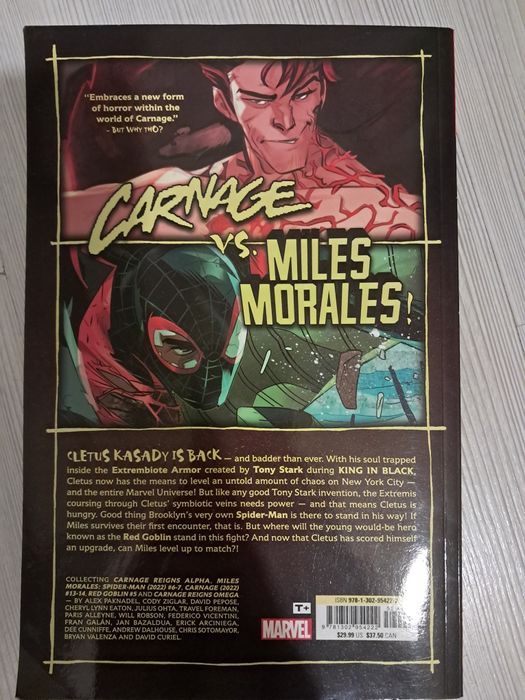 "Embraces a new form
of horror within the
world of Carnage."
– BUT WHY THO?
CARNAGE
VS. MILES
MORALES!
CLETUS KASADY IS BACK — and badder than ever. With his soul trapped
inside the Extrembiote Armor created by Tony Stark during KING IN BLACK,
Cletus now has the means to level an untold amount of chaos on New York City —
and the entire Marvel Universe! But like any good Tony Stark invention, the Extremis
coursing through Cletus' symbiotic veins needs power — and that means Cletus is
hungry. Good thing Brooklyn's very own Spider-Man is there to stand in his way! If
Miles survives their first encounter, that is. But where will the young would-be hero
known as the Red Goblin stand in this fight? And now that Cletus has scored himself
an upgrade, can Miles level up to match?!
COLLECTING CARNAGE REIGNS ALPHA, MILES
MORALES: SPIDER-MAN (2022) #6-7, CARNAGE (2022)
#13-14, RED GOBLIN #5 AND CARNAGE REIGNS OMEGA
— BY ALEX PAKNADEL, CODY ZIGLAR, DAVID PEPOSE,
CHERYL LYNN EATON, JULIUS OHTA, TRAVEL FOREMAN,
PARIS ALLEYNE, WILL ROBSON, FEDERICO VICENTINI,
FRAN GALÁN, JAN BAZALDUA, ERICK ARCINIEGA,
DEE CUNNIFFE, ANDREW DALHOUSE, CHRIS SOTOMAYOR,
BRYAN VALENZA AND DAVID CURIEL.
T+
MARVEL
ISBN 978-1-302-95422-2
9 781302 954222
$29.99 US $37.50 CAN